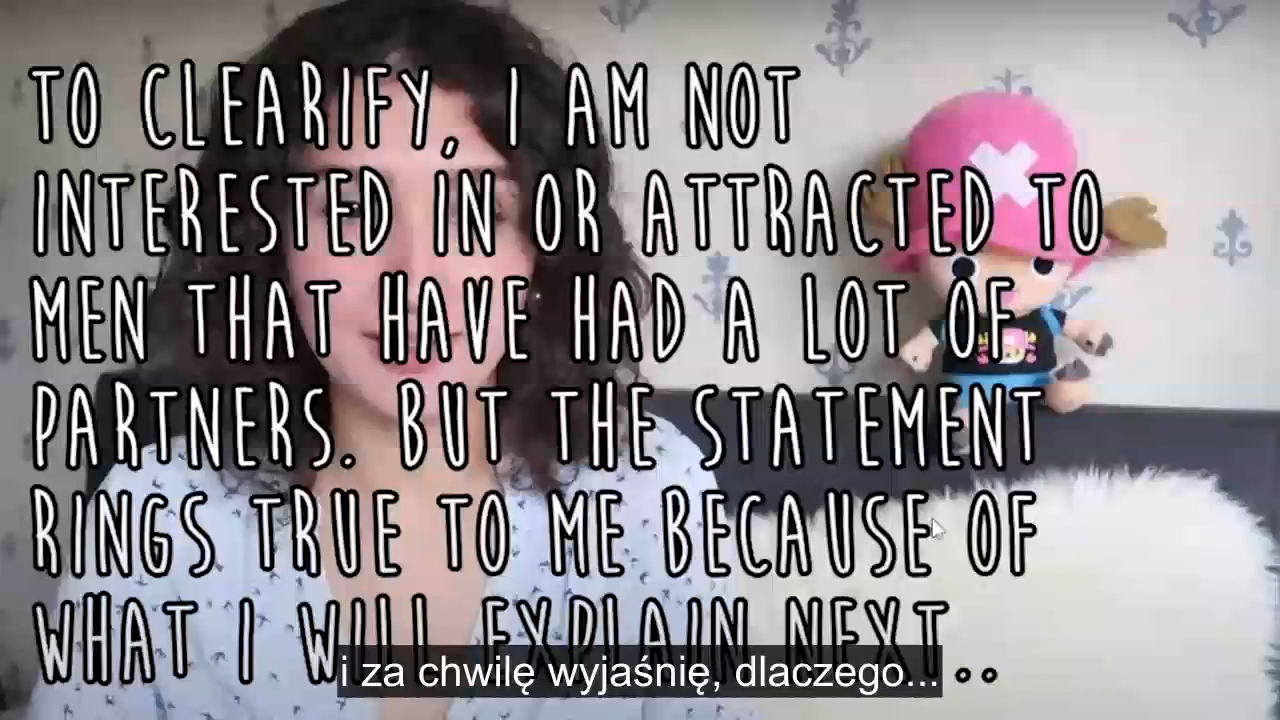 TO CLEARIFY, I AM NOT
INTERESTED IN OR ATTRACTED TO
MEN THAT HAVE HAD A LOT OF
PARTNERS. BUT THE STATEMENT
RINGS TRUE TO ME BECAUSE OF
WHAT I WILL EXPLAIN NEXT..
i za chwilę wyjaśnię, dlaczego...